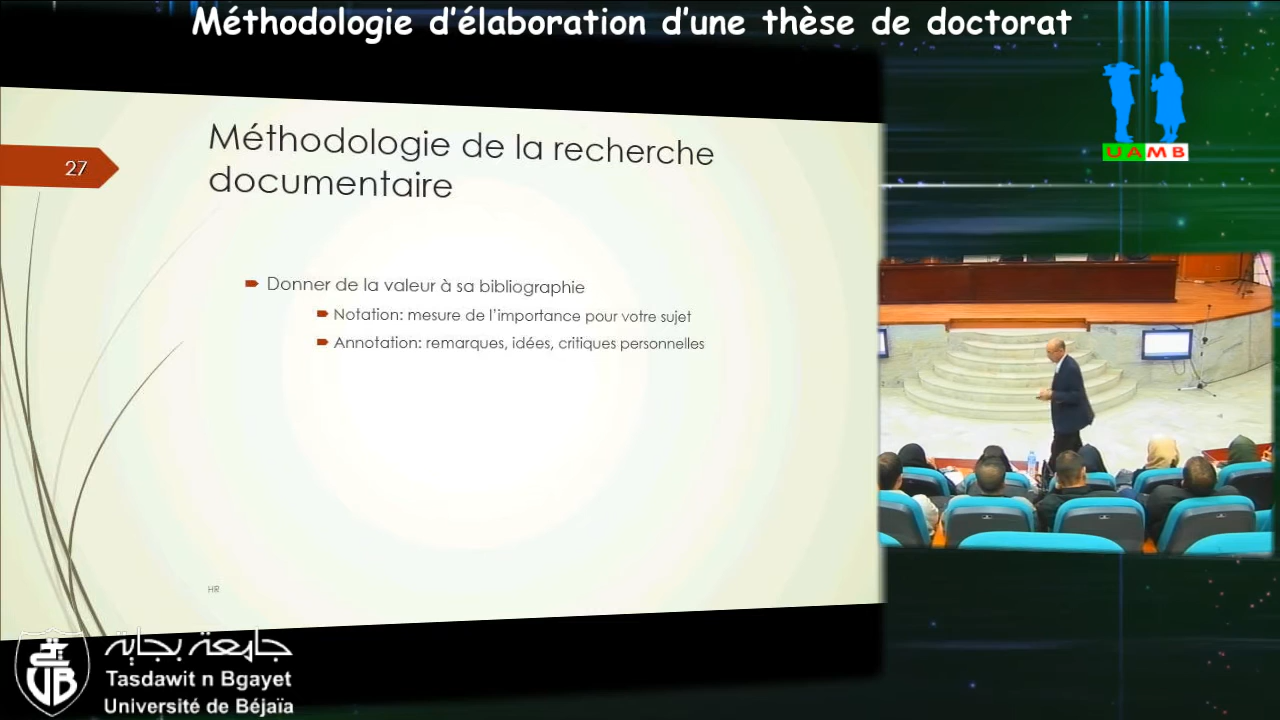 Méthodologie d'élaboration d'une thèse de doctorat
UAMB
27
Méthodologie de la recherche
documentaire
Donner de la valeur à sa bibliographie
Notation: mesure de l'importance pour votre sujet
Annotation: remarques, idées, critiques personnelles
HR
جامعة بجاية
Tasdawit n Bgayet
Université de Béjaïa
UB